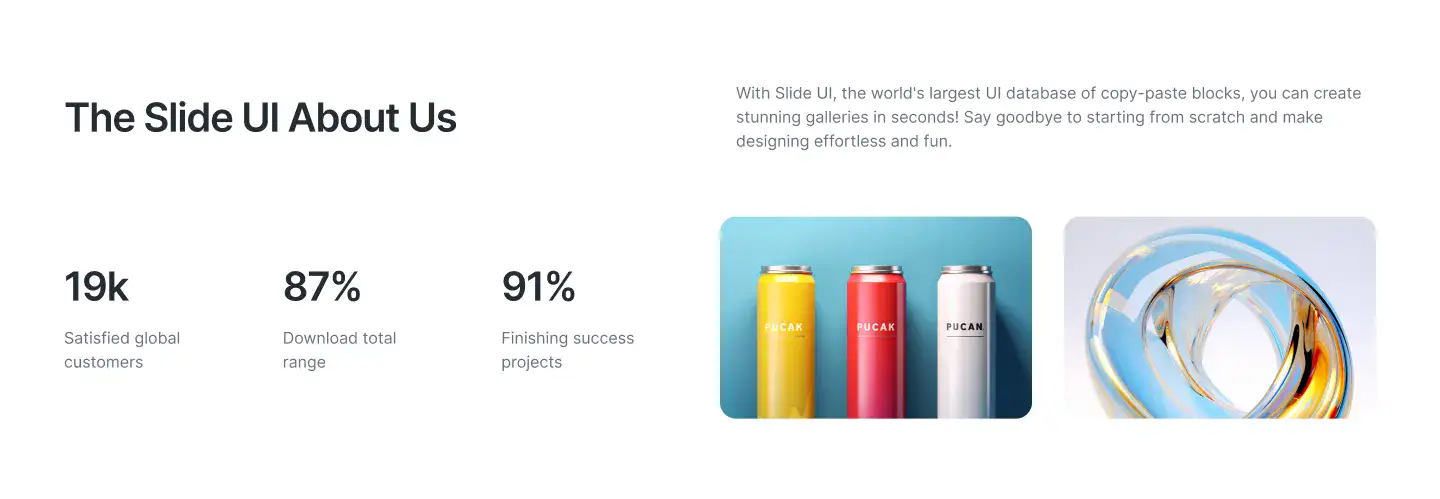 The Slide UI About Us
With Slide UI, the world's largest UI database of copy-paste blocks, you can create
stunning galleries in seconds! Say goodbye to starting from scratch and make
designing effortless and fun.
19k
Satisfied global
customers
87%
Download total
range
91%
Finishing success
projects
PUCAK
PUCAK
PUCAN.